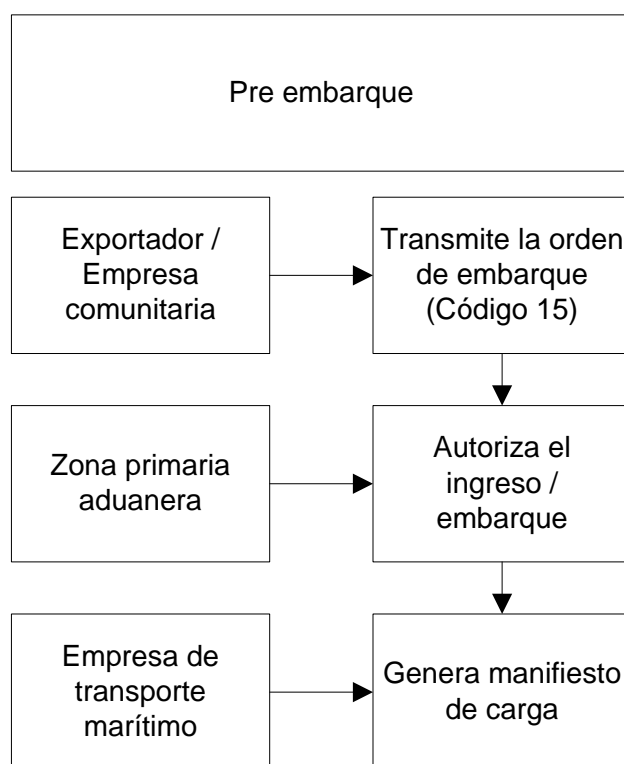 Pre embarque
Exportador /
Empresa
comunitaria
Transmite la orden
de embarque
(Código 15)
Zona primaria
aduanera
Autoriza el
ingreso /
embarque
Empresa de
transporte
marítimo
Genera manifiesto
de carga